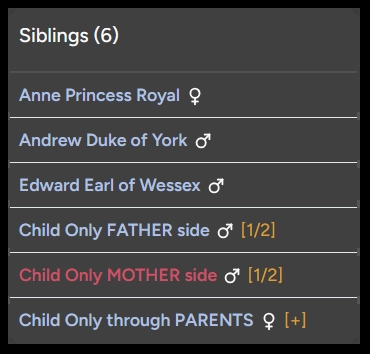 Siblings (6)
Anne Princess Royal ♀
Andrew Duke of York ♂
Edward Earl of Wessex ♂
Child Only FATHER side ♂ [1/2]
Child Only MOTHER side ♂ [1/2]
Child Only through PARENTS ♀ [+]